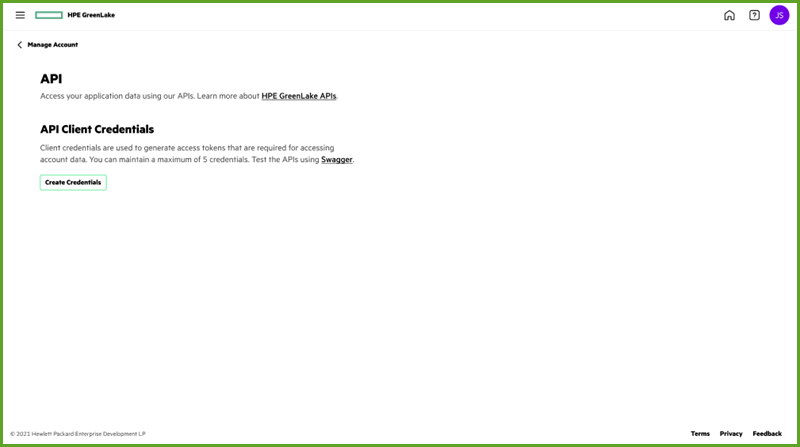 HPE GreenLake
?
JS
Manage Account
API
Access your application data using our APIs. Learn more about HPE GreenLake APIs.
API Client Credentials
Client credentials are used to generate access tokens that are required for accessing
account data. You can maintain a maximum of 5 credentials. Test the APIs using Swagger.
Create Credentials
© 2021 Hewlett Packard Enterprise Development LP
Terms Privacy Feedback